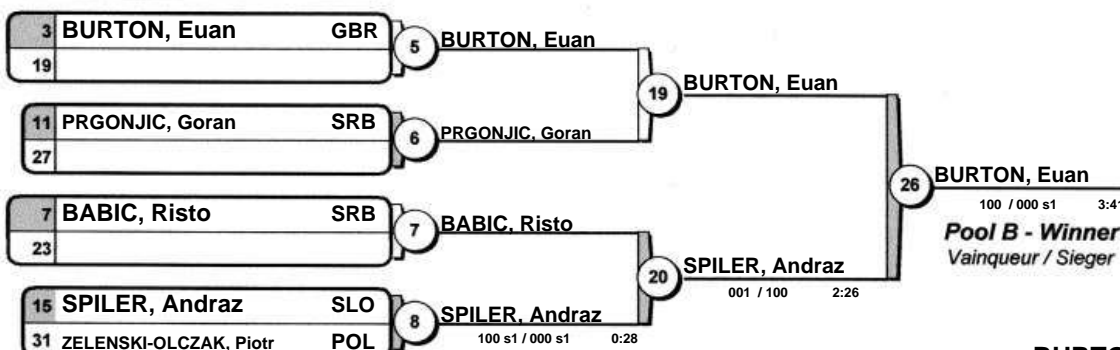 3 BURTON, Euan GBR
19
5 BURTON, Euan
19 BURTON, Euan
11 PRGONJIC, Goran SRB
27
6 PRGONJIC, Goran
26 BURTON, Euan
100 / 000 s1 3:41
Pool B - Winner
Vainqueur / Sieger
7 BABIC, Risto SRB
23
7 BABIC, Risto
20 SPILER, Andraz
001 / 100 2:26
15 SPILER, Andraz SLO
31 ZELENSKI-OLCZAK, Piotr POL
8 SPILER, Andraz
100 s1 / 000 s1 0:28